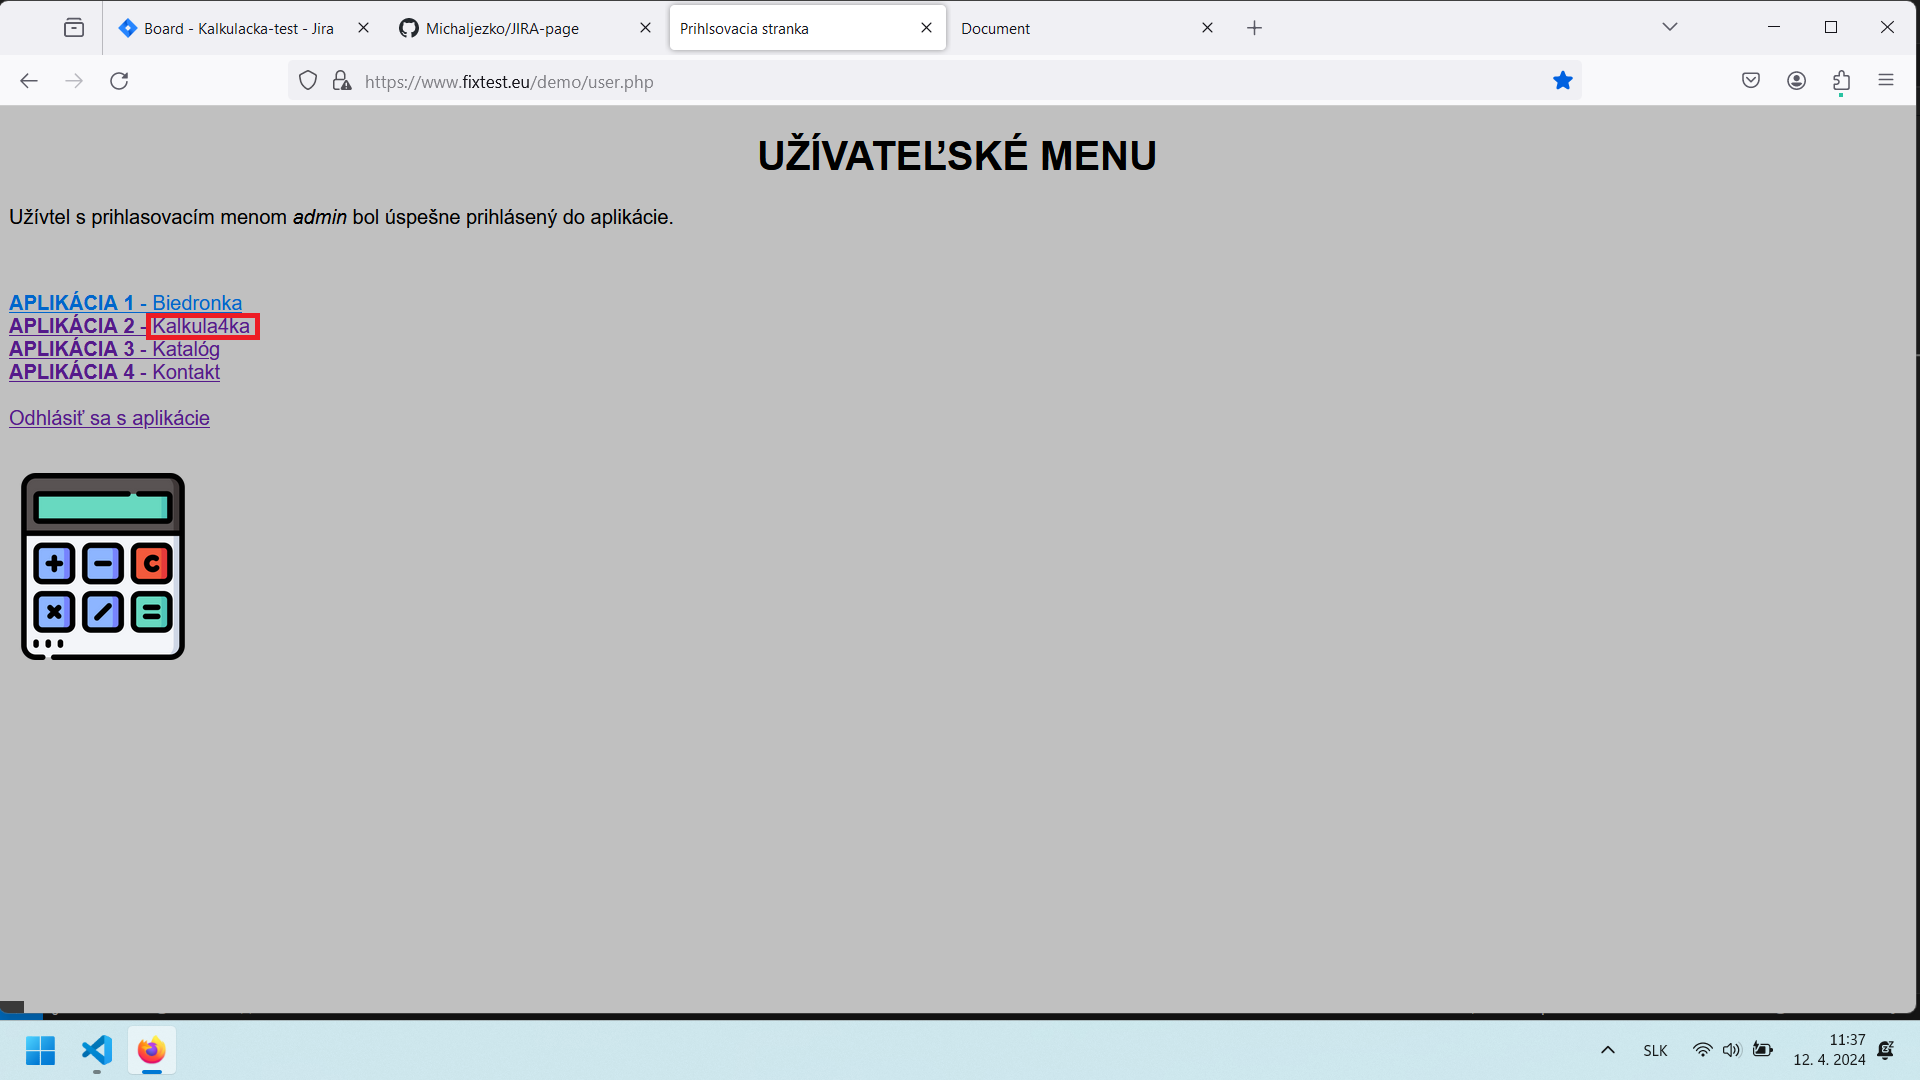 Board - Kalkulacka-test - Jira
Michaljezko/JIRA-page
Prihlsovacia stranka
Document
https://www.fixtest.eu/demo/user.php
UŽÍVATEĽSKÉ MENU
Užívtel s prihlasovacím menom admin bol úspešne prihlásený do aplikácie.
APLIKÁCIA 1 - Biedronka
APLIKÁCIA 2 - Kalkula4ka
APLIKÁCIA 3 - Katalóg
APLIKÁCIA 4 - Kontakt
Odhlásiť sa s aplikácie
C
SLK
11:37
12. 4. 2024